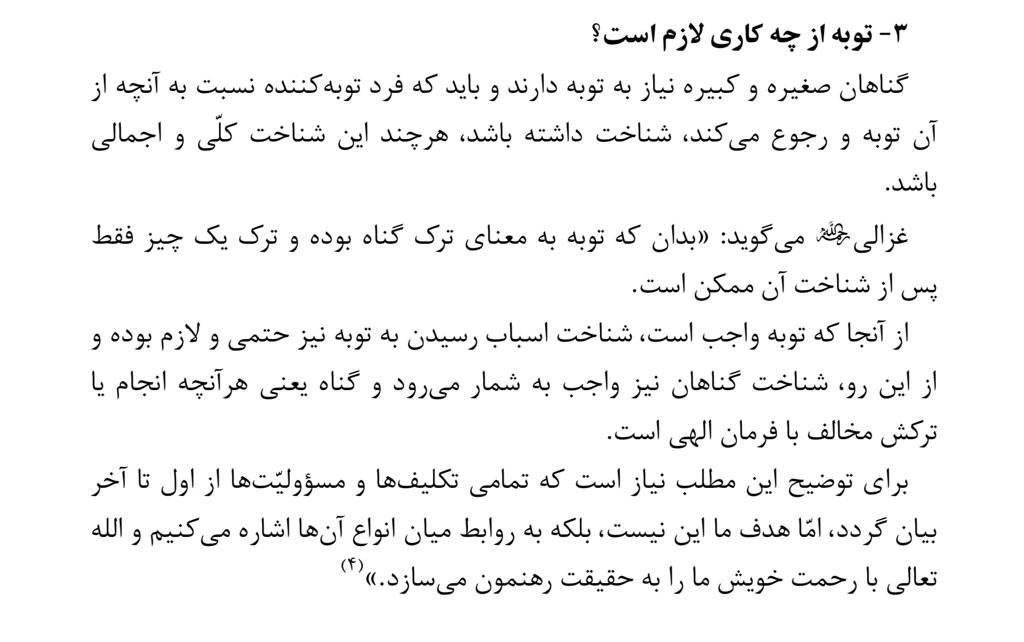 ۳- توبه از چه کاری لازم است؟
گناهان صغیره و کبیره نیاز به توبه دارند و باید که فرد توبه‌کننده نسبت به آنچه از
آن توبه و رجوع می‌کند، شناخت داشته باشد، هرچند این شناخت کلّی و اجمالی
باشد.
غزالی رحمه‌الله می‌گوید: «بدان که توبه به معنای ترک گناه بوده و ترک یک چیز فقط
پس از شناخت آن ممکن است.
از آنجا که توبه واجب است، شناخت اسباب رسیدن به توبه نیز حتمی و لازم بوده و
از این رو، شناخت گناهان نیز واجب به شمار می‌رود و گناه یعنی هرآنچه انجام یا
ترکش مخالف با فرمان الهی است.
برای توضیح این مطلب نیاز است که تمامی تکلیف‌ها و مسؤولیّت‌ها از اول تا آخر
بیان گردد، امّا هدف ما این نیست، بلکه به روابط میان انواع آن‌ها اشاره می‌کنیم و الله
تعالی با رحمت خویش ما را به حقیقت رهنمون می‌سازد.»(۴)